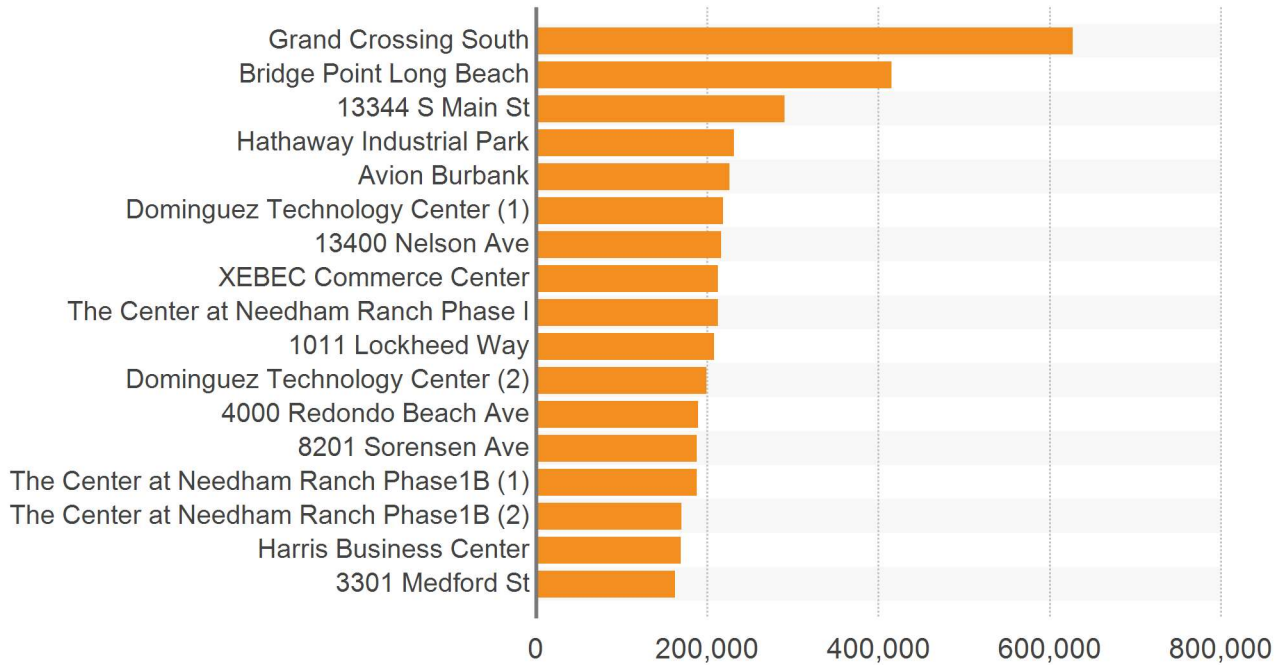 Grand Crossing South
Bridge Point Long Beach
13344 S Main St
Hathaway Industrial Park
Avion Burbank
Dominguez Technology Center (1)
13400 Nelson Ave
XEBEC Commerce Center
The Center at Needham Ranch Phase I
1011 Lockheed Way
Dominguez Technology Center (2)
4000 Redondo Beach Ave
8201 Sorensen Ave
The Center at Needham Ranch Phase1B (1)
The Center at Needham Ranch Phase1B (2)
Harris Business Center
3301 Medford St
0 200,000 400,000 600,000 800,000